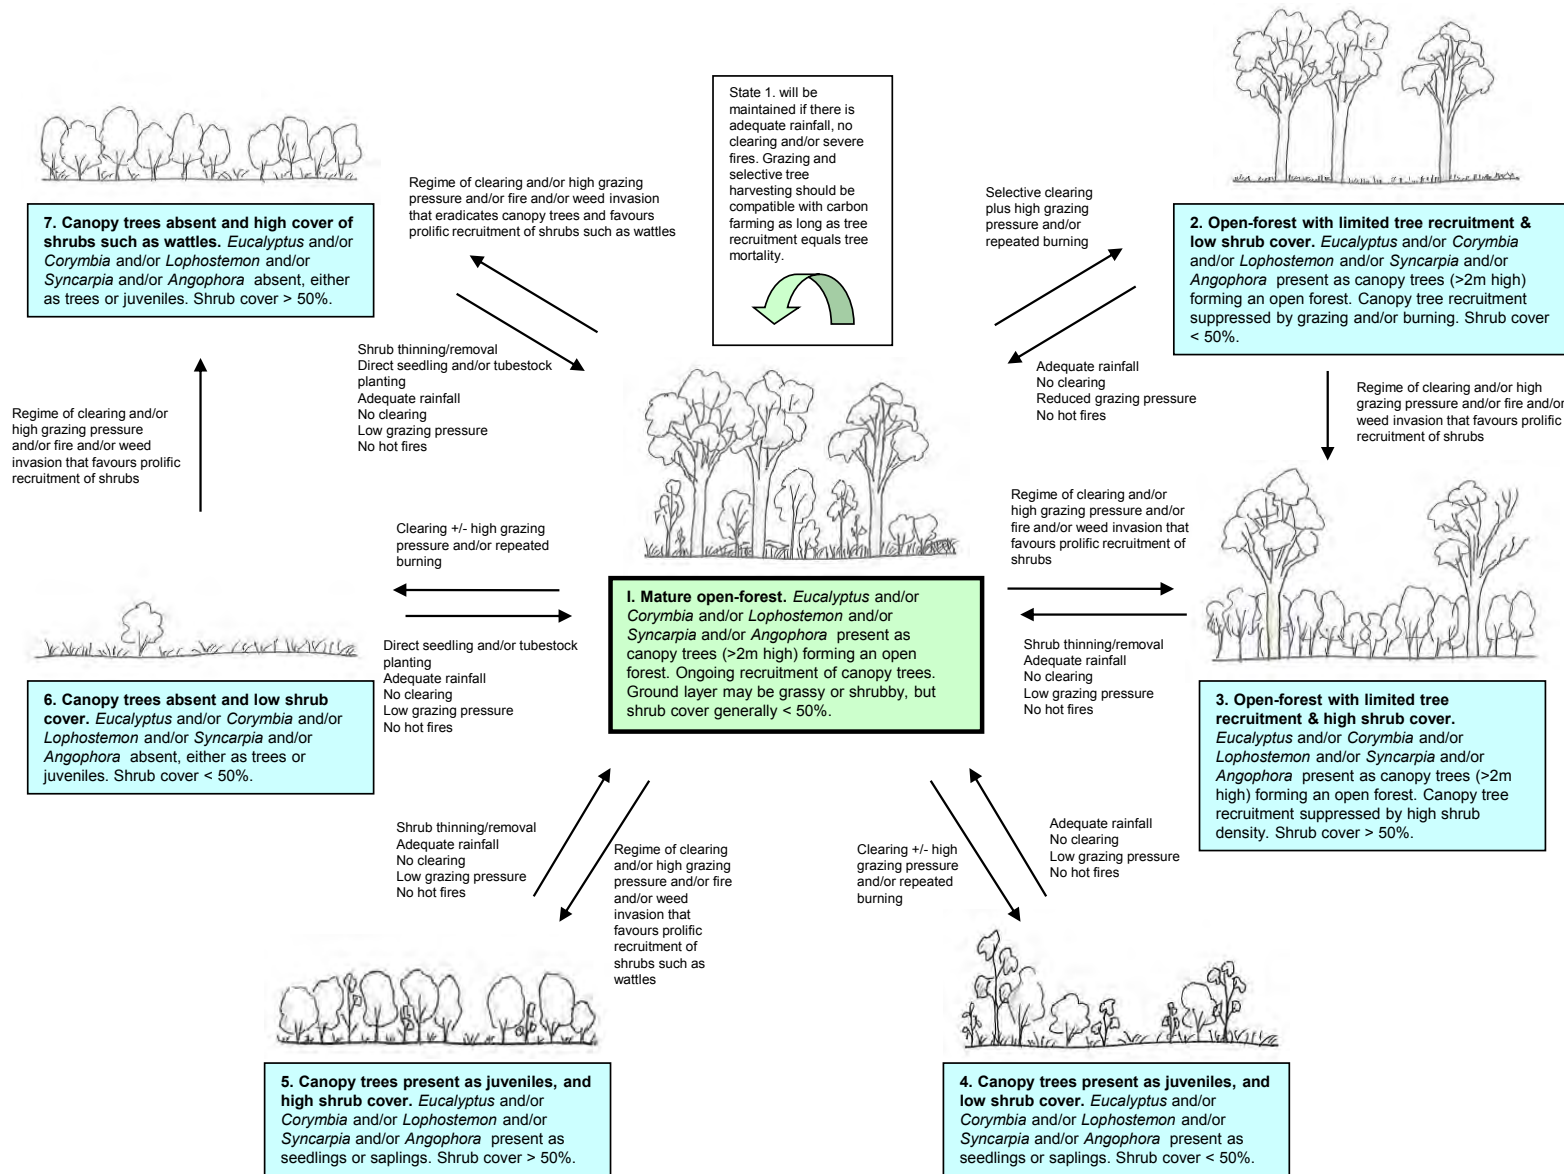 State 1. will be
maintained if there is
adequate rainfall, no
clearing and/or severe
fires. Grazing and
selective tree
harvesting should be
compatible with carbon
farming as long as tree
recruitment equals tree
mortality.
7. Canopy trees absent and high cover
of shrubs such as wattles. Eucalyptus and/or
Corymbia and/or Lophostemon and/or
Syncarpia and/or Angophora absent, either
as trees or juveniles. Shrub cover > 50%.
Regime of clearing and/or high grazing
pressure and/or fire and/or weed invasion
that eradicates canopy trees and favours
prolific recruitment of shrubs such as wattles
Selective clearing
plus high grazing
pressure and/or
repeated burning
2. Open-forest with limited tree recruitment &
low shrub cover. Eucalyptus and/or Corymbia
and/or Lophostemon and/or Syncarpia and/or
Angophora present as canopy trees (>2m high)
forming an open forest. Canopy tree recruitment
suppressed by grazing and/or burning. Shrub cover
< 50%.
Shrub thinning/removal
Direct seedling and/or tubestock
planting
Adequate rainfall
No clearing
Low grazing pressure
No hot fires
Adequate rainfall
No clearing
Reduced grazing pressure
No hot fires
Regime of clearing and/or high
grazing pressure and/or fire and/or
weed invasion that favours prolific
recruitment of shrubs
Regime of clearing and/or
high grazing pressure
and/or fire and/or weed
invasion that favours prolific
recruitment of shrubs
Clearing +/- high grazing
pressure and/or repeated
burning
Regime of clearing and/or
high grazing pressure and/or
fire and/or weed invasion that
favours prolific recruitment of
shrubs
I. Mature open-forest. Eucalyptus and/or
Corymbia and/or Lophostemon and/or
Syncarpia and/or Angophora present as
canopy trees (>2m high) forming an open
forest. Ongoing recruitment of canopy trees.
Ground layer may be grassy or shrubby, but
shrub cover generally < 50%.
Direct seedling and/or tubestock
planting
Adequate rainfall
No clearing
Low grazing pressure
No hot fires
Shrub thinning/removal
Adequate rainfall
No clearing
Low grazing pressure
No hot fires
6. Canopy trees absent and low shrub
cover. Eucalyptus and/or Corymbia and/or
Lophostemon and/or Syncarpia and/or
Angophora absent, either as trees or
juveniles. Shrub cover < 50%.
3. Open-forest with limited tree
recruitment & high shrub cover.
Eucalyptus and/or Corymbia and/or
Lophostemon and/or Syncarpia and/or
Angophora present as canopy trees (>2m
high) forming an open forest. Canopy tree
recruitment suppressed by high shrub
density. Shrub cover > 50%.
Shrub thinning/removal
Adequate rainfall
No clearing
Low grazing pressure
No hot fires
Regime of clearing
and/or high grazing
pressure and/or fire
and/or weed
invasion that
favours prolific
recruitment of
shrubs such as
wattles
Clearing +/- high
grazing pressure
and/or repeated
burning
Adequate rainfall
No clearing
Low grazing pressure
No hot fires
5. Canopy trees present as juveniles, and
high shrub cover. Eucalyptus and/or
Corymbia and/or Lophostemon and/or
Syncarpia and/or Angophora present as
seedlings or saplings. Shrub cover > 50%.
4. Canopy trees present as juveniles, and
low shrub cover. Eucalyptus and/or
Corymbia and/or Lophostemon and/or
Syncarpia and/or Angophora present as
seedlings or saplings. Shrub cover < 50%.